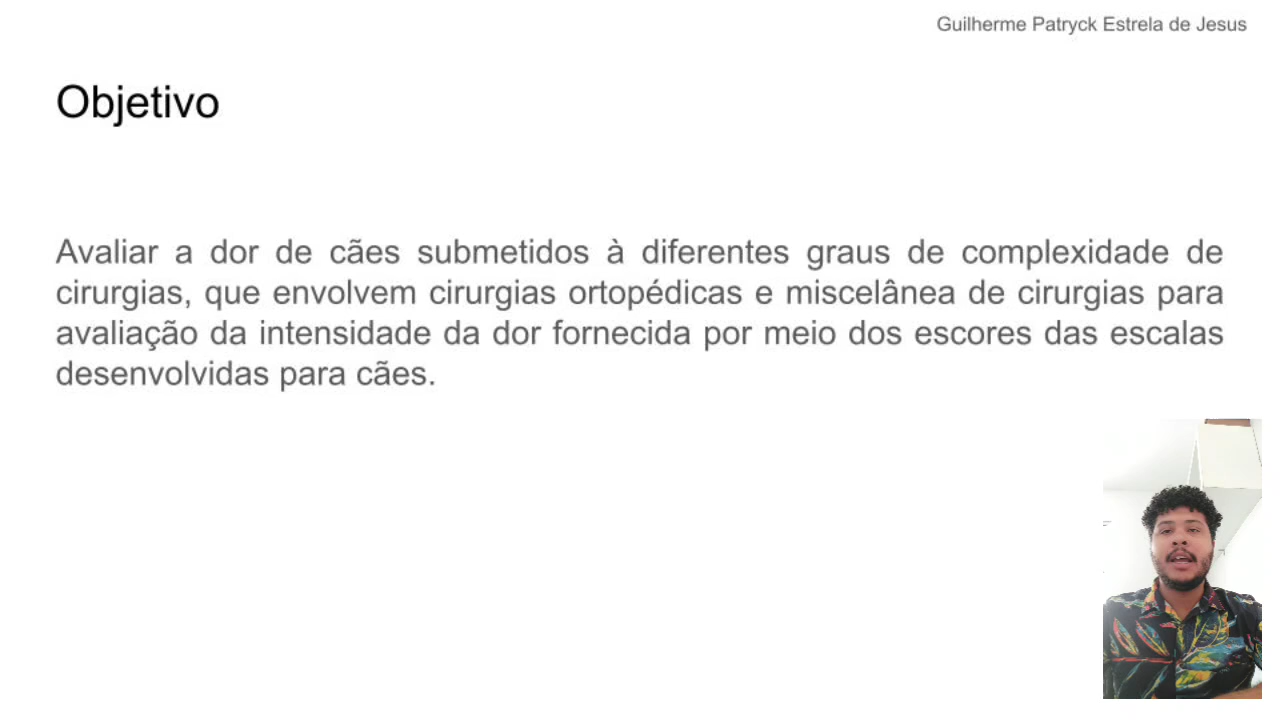 Guilherme Patryck Estrela de Jesus
Objetivo
Avaliar a dor de cães submetidos à diferentes graus de complexidade de
cirurgias, que envolvem cirurgias ortopédicas e miscelânea de cirurgias para
avaliação da intensidade da dor fornecida por meio dos escores das escalas
desenvolvidas para cães.